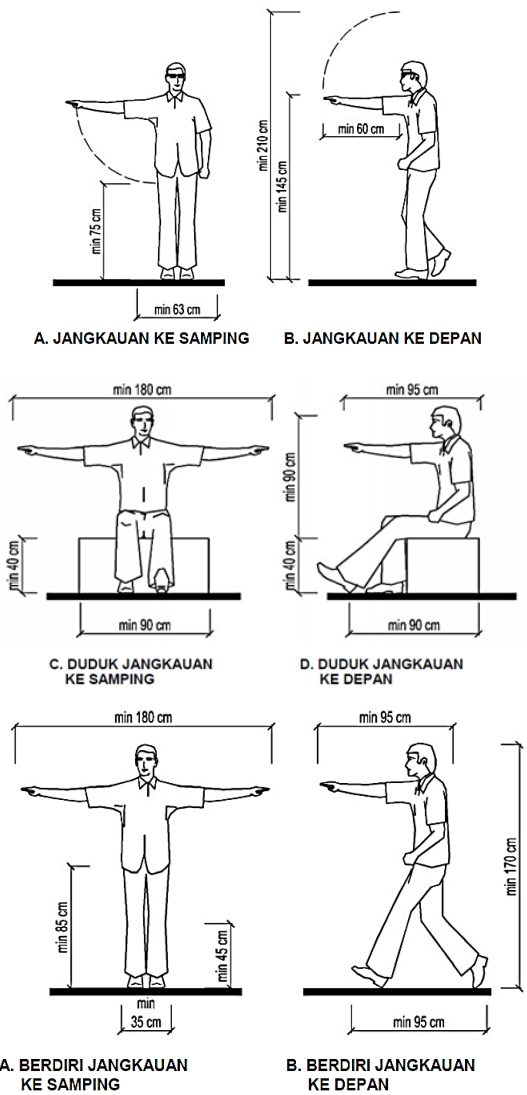 min 210 cm
min 145 cm
min 60 cm
min 75 cm
min 63 cm
A. JANGKAUAN KE SAMPING
B. JANGKAUAN KE DEPAN
min 180 cm
min 95 cm
min 40 cm
min 90 cm
min 40 cm
min 90 cm
min 90 cm
C. DUDUK JANGKAUAN
KE SAMPING
D. DUDUK JANGKAUAN
KE DEPAN
min 180 cm
min 95 cm
min 85 cm
min 45 cm
min 170 cm
min
35 cm
min 95 cm
A. BERDIRI JANGKAUAN
KE SAMPING
B. BERDIRI JANGKAUAN
KE DEPAN